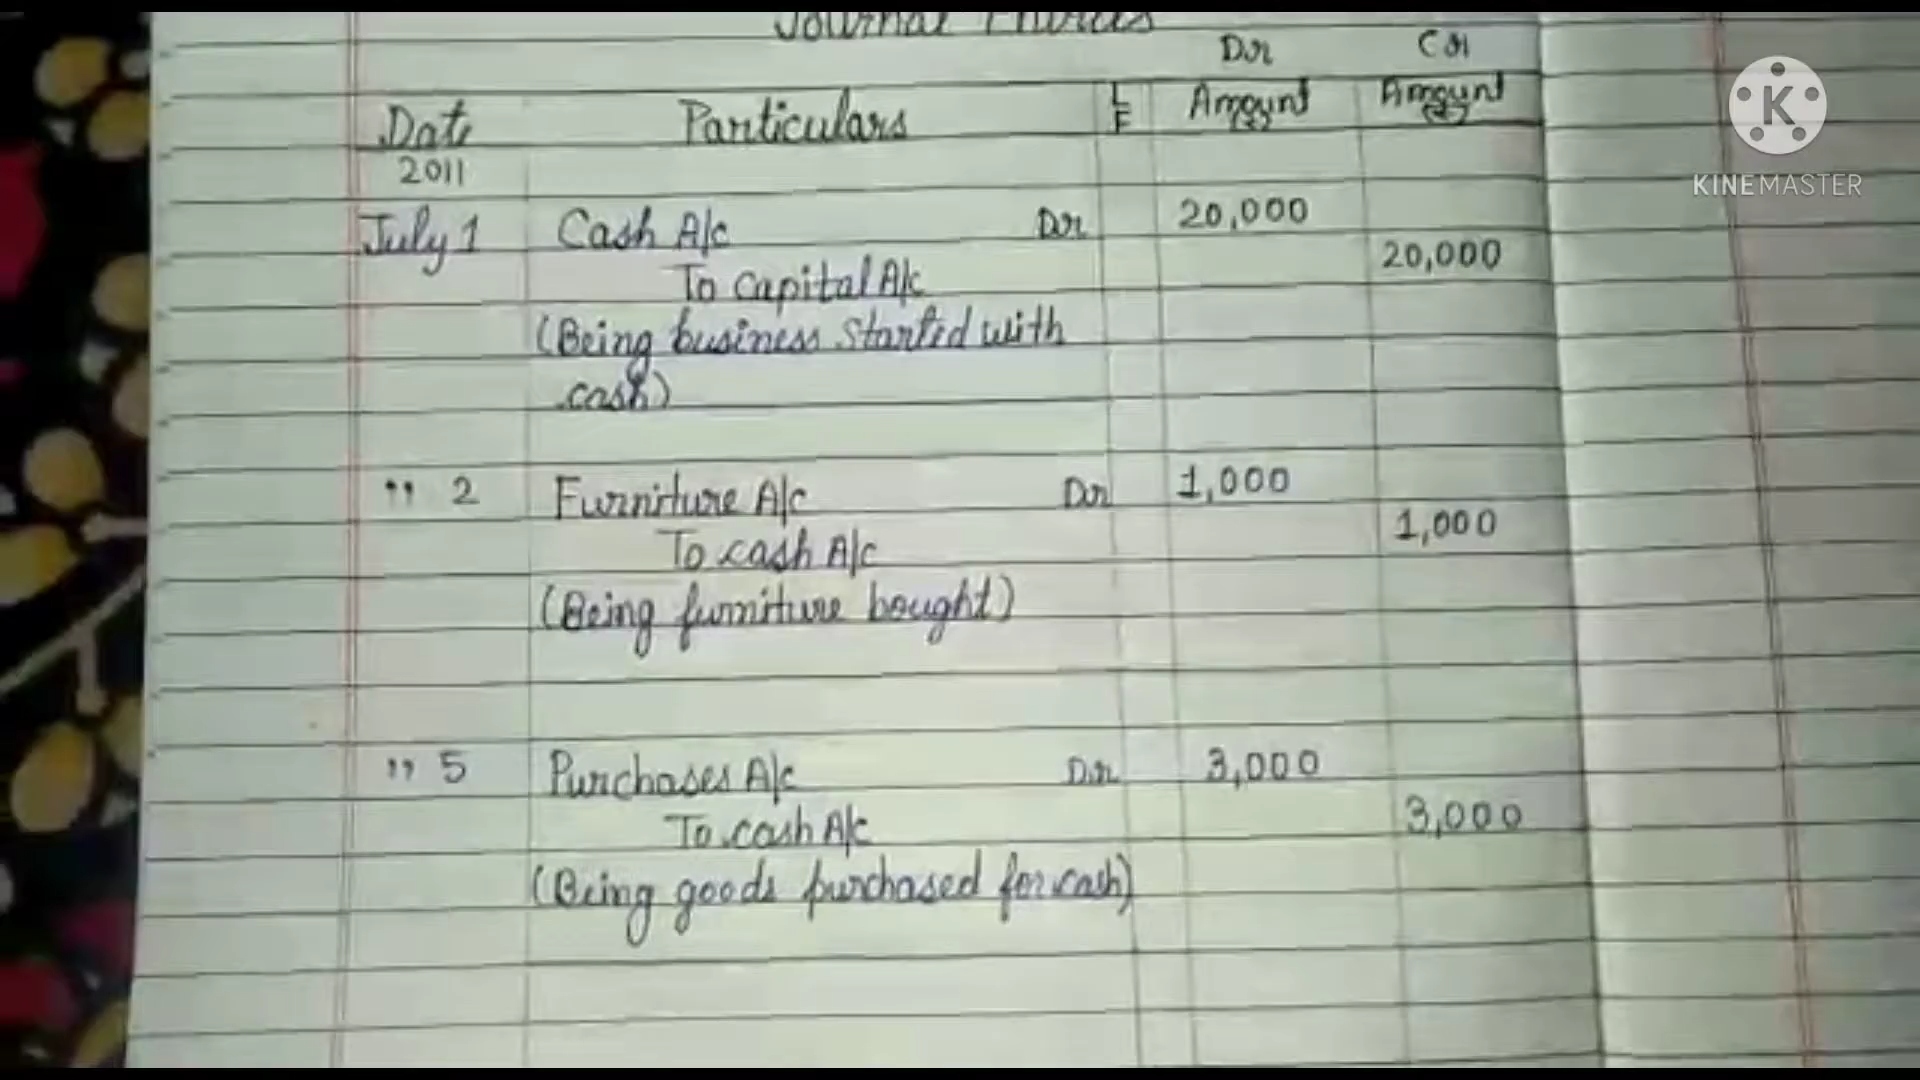 Journal Entries
Dr Cr
Date Particulars L F Amount (₹) Amount (₹)
2011
July 1 Cash A/c Dr 20,000
To Capital A/c 20,000
(Being business started with
cash)
" 2 Furniture A/c Dr 1,000
To cash A/c 1,000
(Being furniture bought)
" 5 Purchases A/c Dr 3,000
To cash A/c 3,000
(Being goods purchased for cash)
K
KINEMASTER